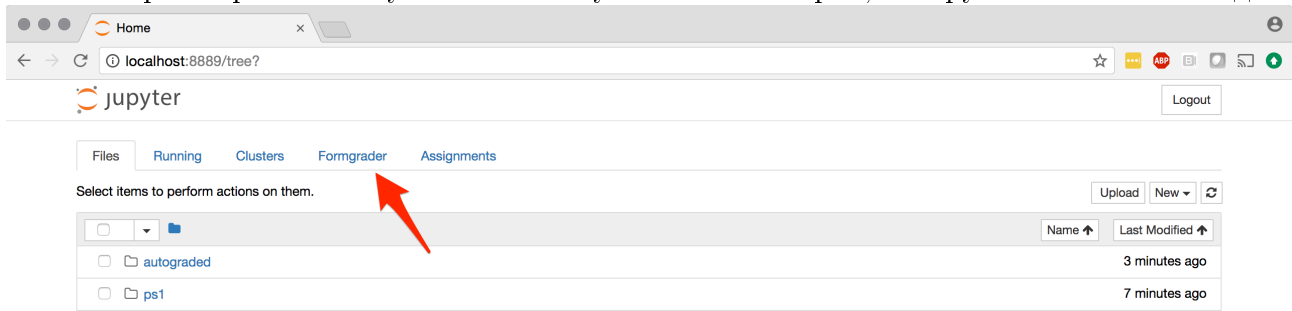 Home
localhost:8889/tree?
ABP
jupyter
Logout
Files Running Clusters Formgrader Assignments
Select items to perform actions on them.
Upload New
Name Last Modified
autograded 3 minutes ago
ps1 7 minutes ago